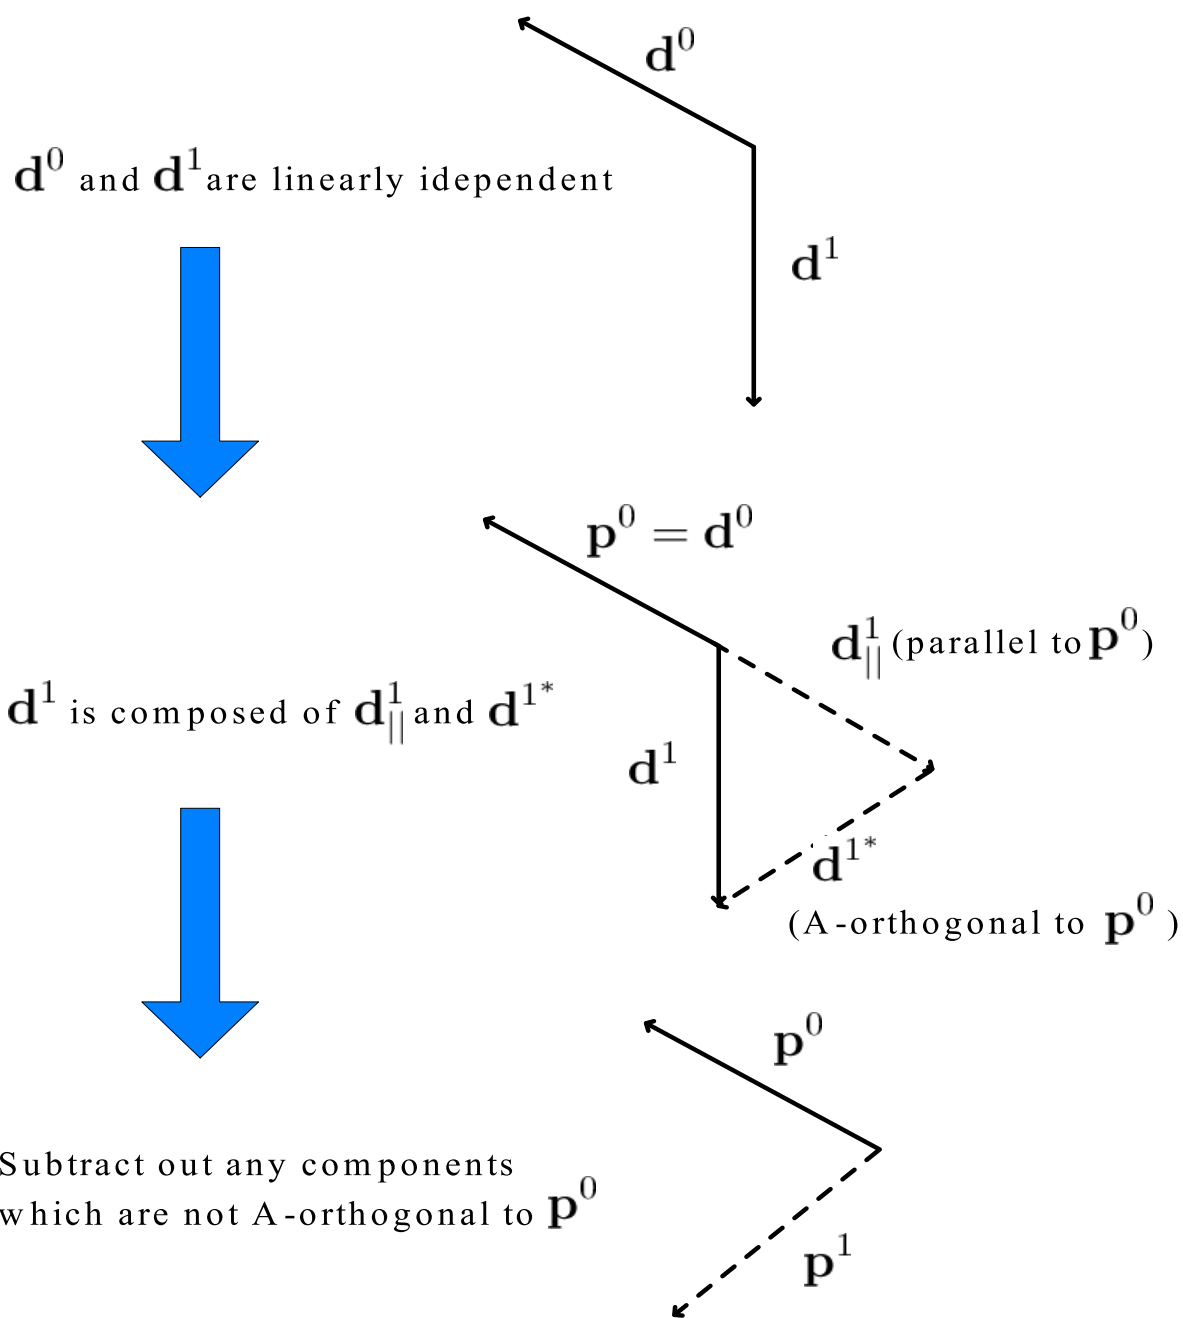 d⁰
d⁰ and d¹ are linearly idependent
d¹
p⁰ = d⁰
d¹|| (parallel to p⁰)
d¹ is composed of d¹|| and d¹*
d¹
d¹*
(A-orthogonal to p⁰ )
p⁰
Subtract out any components
which are not A-orthogonal to p⁰
p¹